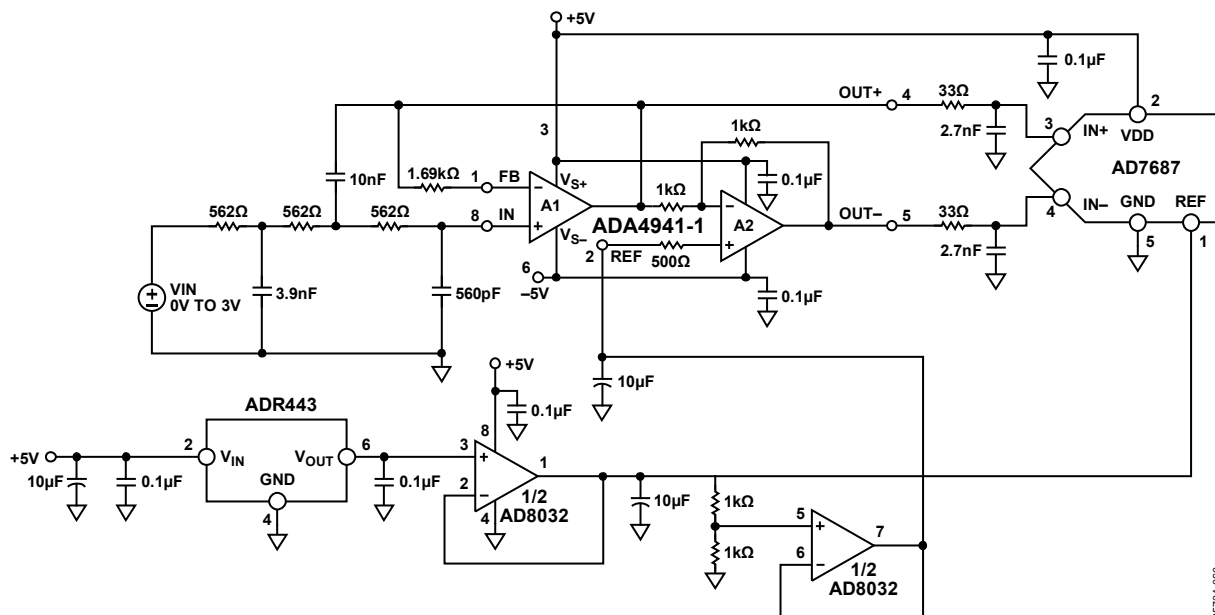 +5V
0.1µF
OUT+ 4
33Ω
2
3
3
IN+
VDD
2.7nF
1kΩ
AD7687
10nF
1.69kΩ
1
FB
VS+
0.1µF
A1
562Ω
562Ω
562Ω
8
IN
1kΩ
A2
OUT– 5
33Ω
4
IN–
GND
REF
ADA4941-1
VS–
2
REF
500Ω
5
1
6
–5V
2.7nF
VIN
0V TO 3V
3.9nF
560pF
0.1µF
+5V
10µF
ADR443
0.1µF
8
+5V
2
VIN
VOUT
6
3
1
10µF
0.1µF
GND
0.1µF
2
10µF
1kΩ
4
4
1/2
AD8032
5
7
1kΩ
6
1/2
AD8032